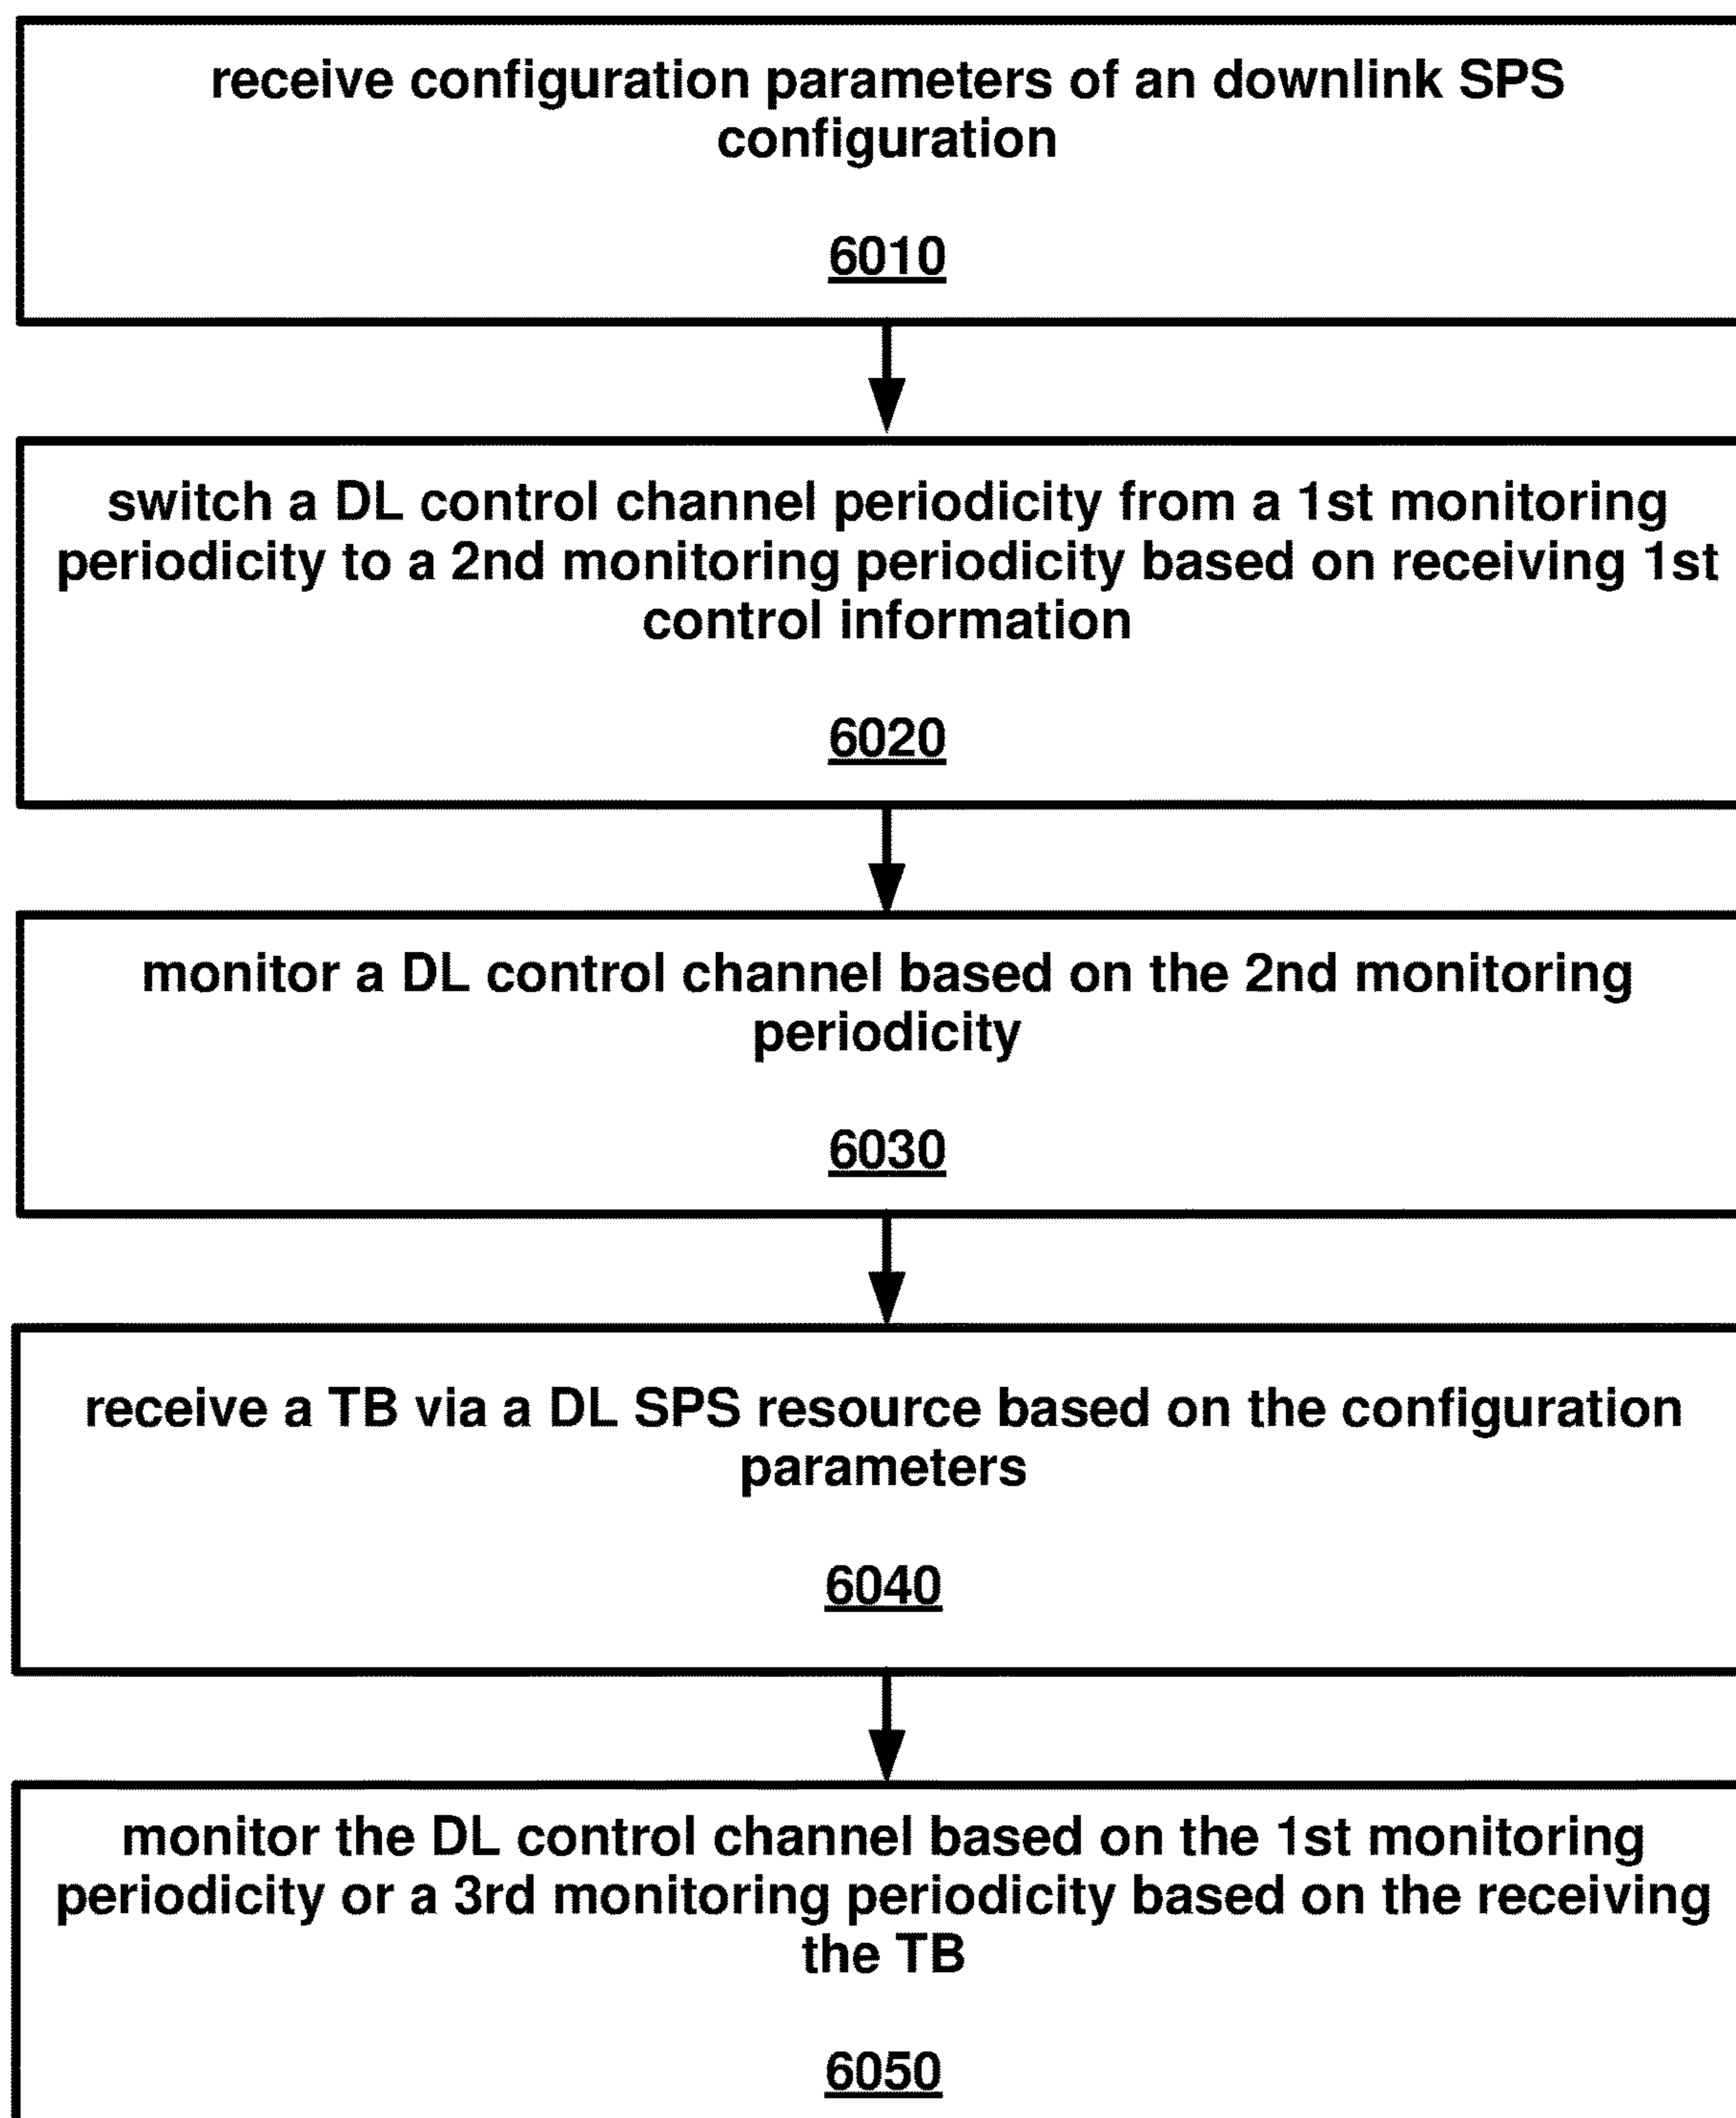 receive configuration parameters of an downlink SPS
configuration
6010
switch a DL control channel periodicity from a 1st monitoring
periodicity to a 2nd monitoring periodicity based on receiving 1st
control information
6020
monitor a DL control channel based on the 2nd monitoring
periodicity
6030
receive a TB via a DL SPS resource based on the configuration
parameters
6040
monitor the DL control channel based on the 1st monitoring
periodicity or a 3rd monitoring periodicity based on the receiving
the TB
6050